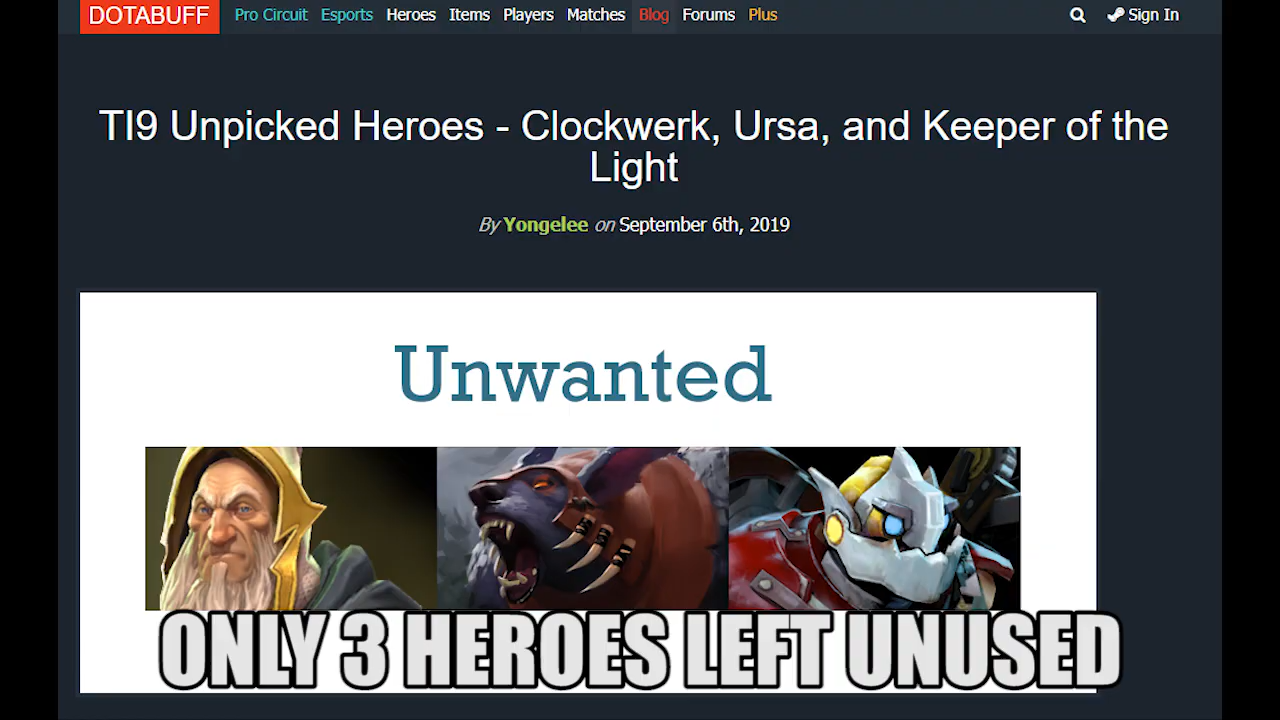 DOTABUFF Pro Circuit Esports Heroes Items Players Matches Blog Forums Plus Sign In
TI9 Unpicked Heroes - Clockwerk, Ursa, and Keeper of the
Light
By Yongelee on September 6th, 2019
Unwanted
ONLY 3 HEROES LEFT UNUSED